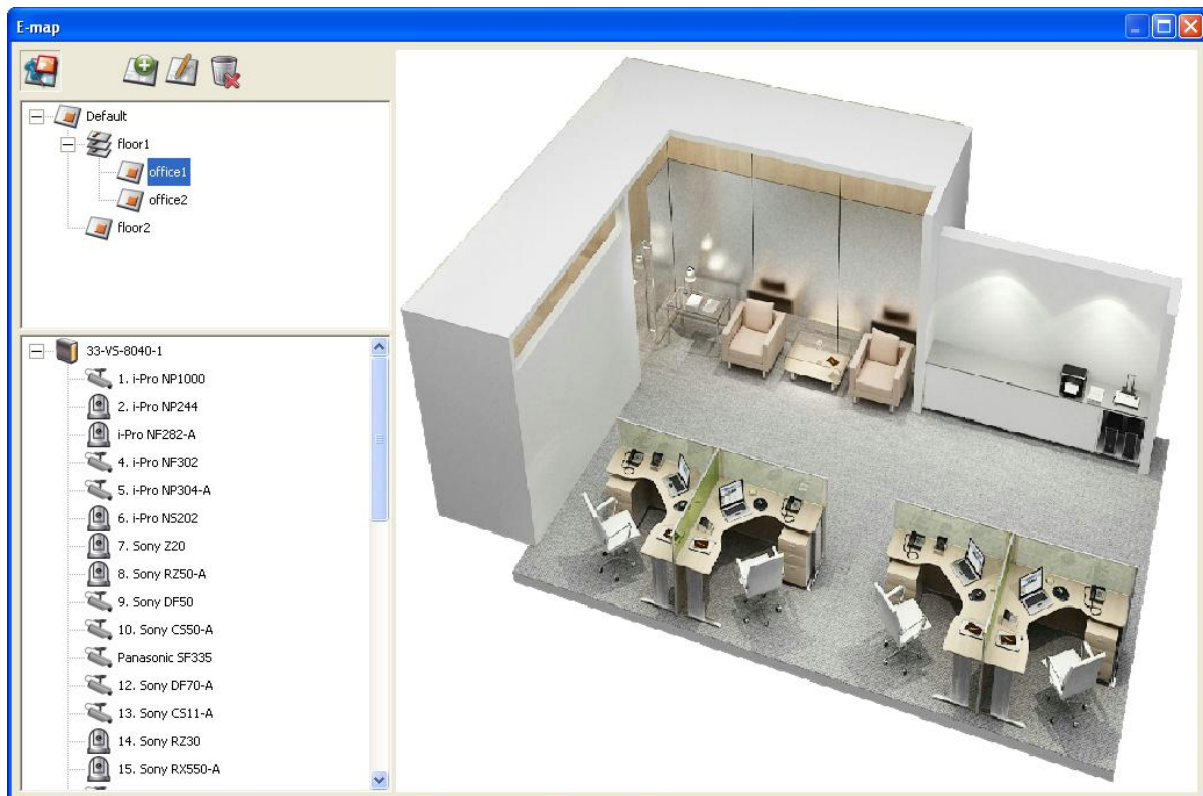 E-map
Default
floor1
office1
office2
floor2
33-VS-8040-1
1. i-Pro NP1000
2. i-Pro NP244
i-Pro NF282-A
4. i-Pro NF302
5. i-Pro NP304-A
6. i-Pro NS202
7. Sony Z20
8. Sony RZ50-A
9. Sony DF50
10. Sony CS50-A
Panasonic SF335
12. Sony DF70-A
13. Sony CS11-A
14. Sony RZ30
15. Sony RX550-A